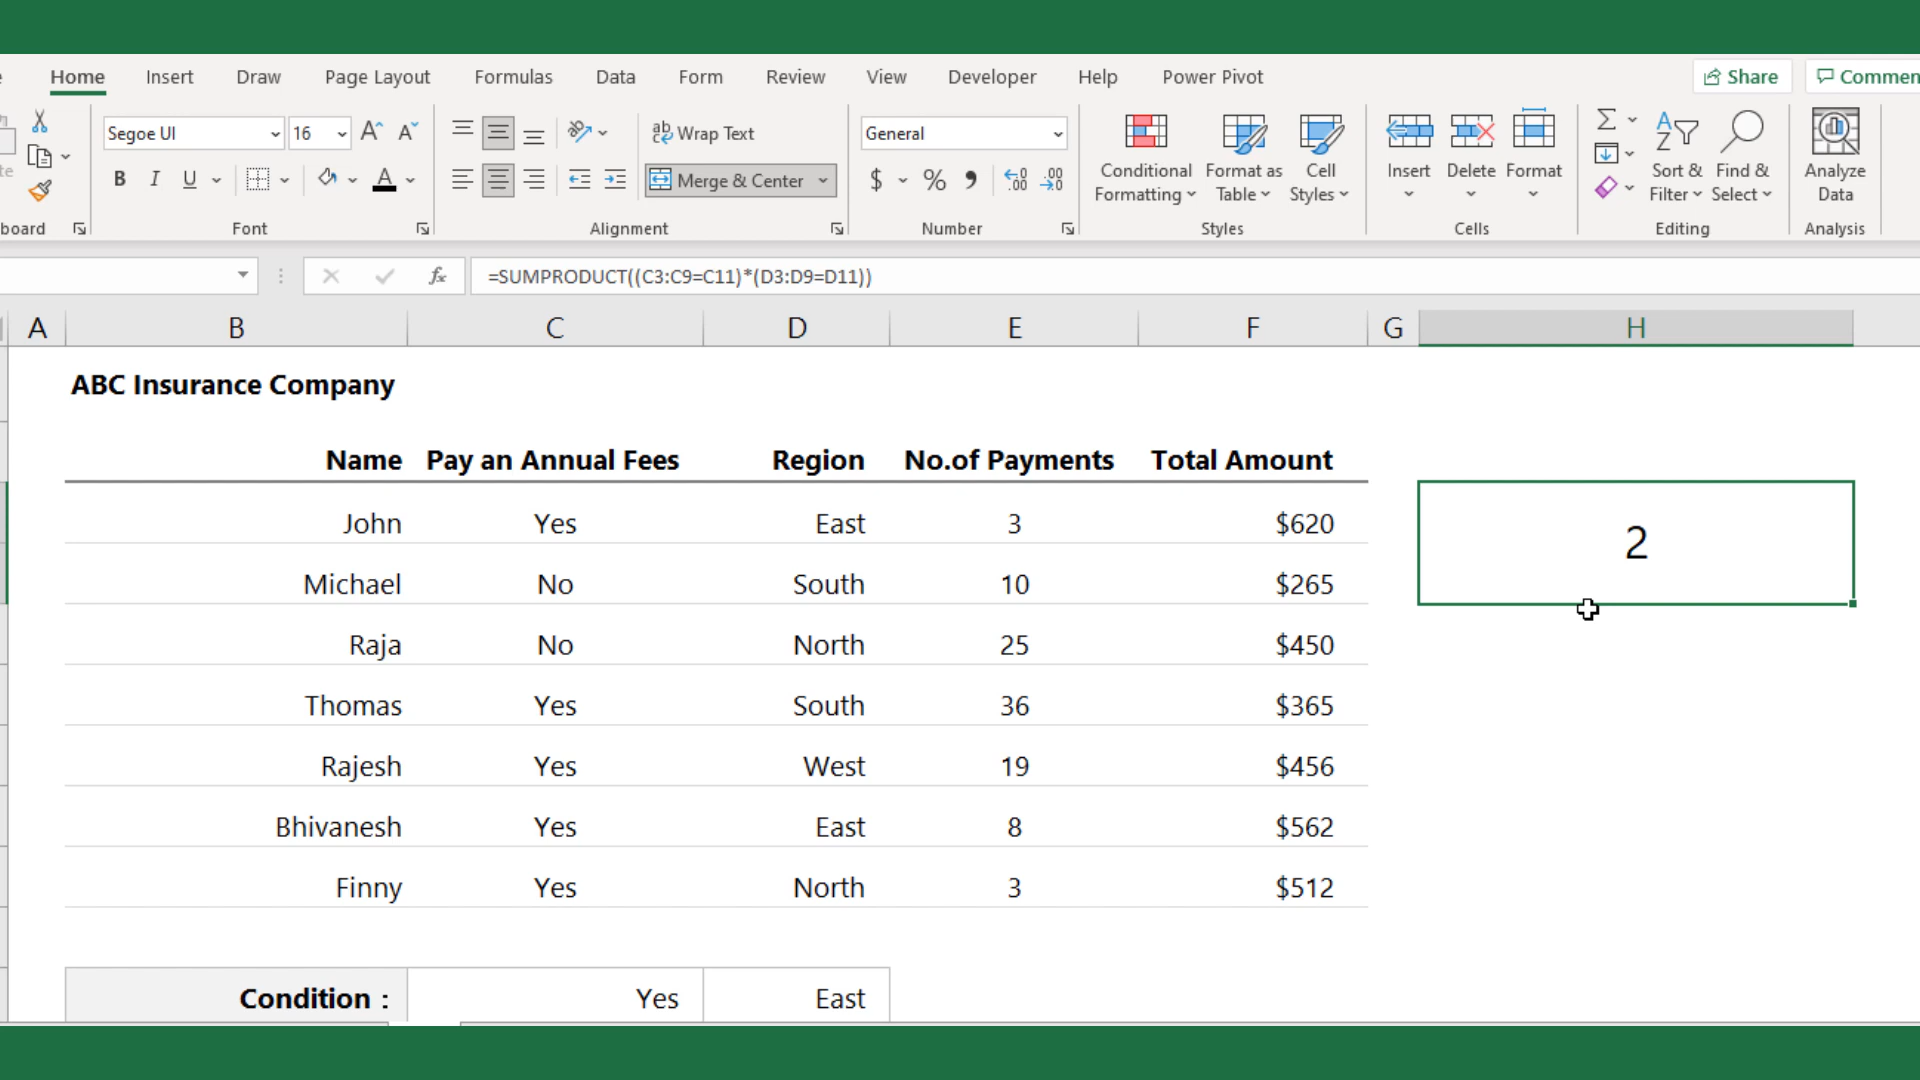 Home Insert Draw Page Layout Formulas Data Form Review View Developer Help Power Pivot Share Commen
Segoe UI 16 A A ab Wrap Text General
B I U A Merge & Center $ % .00 .00
Conditional Formatting Format as Table Cell Styles Insert Delete Format Sort & Filter Find & Select Analyze Data
board Font Alignment Number Styles Cells Editing Analysis
fx =SUMPRODUCT((C3:C9=C11)*(D3:D9=D11))
A B C D E F G H
ABC Insurance Company
Name Pay an Annual Fees Region No.of Payments Total Amount
John Yes East 3 $620
2
Michael No South 10 $265
Raja No North 25 $450
Thomas Yes South 36 $365
Rajesh Yes West 19 $456
Bhivanesh Yes East 8 $562
Finny Yes North 3 $512
Condition : Yes East